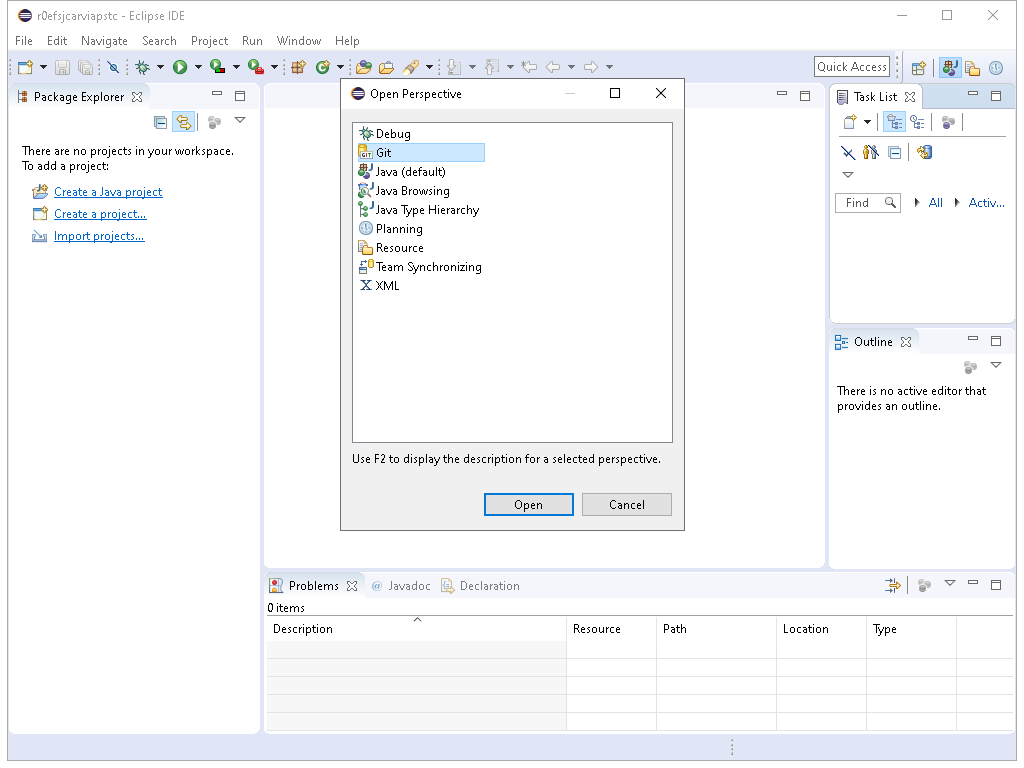 r0efsjcarviapstc - Eclipse IDE
File Edit Navigate Search Project Run Window Help
Quick Access
Package Explorer
There are no projects in your workspace.
To add a project:
Create a Java project
Create a project...
Import projects...
Open Perspective
Debug
GIT Git
Java (default)
Java Browsing
Java Type Hierarchy
Planning
Resource
Team Synchronizing
X XML
Use F2 to display the description for a selected perspective.
Open Cancel
Task List
Find All Activ...
Outline
There is no active editor that
provides an outline.
Problems @ Javadoc Declaration
0 items
Description Resource Path Location Type